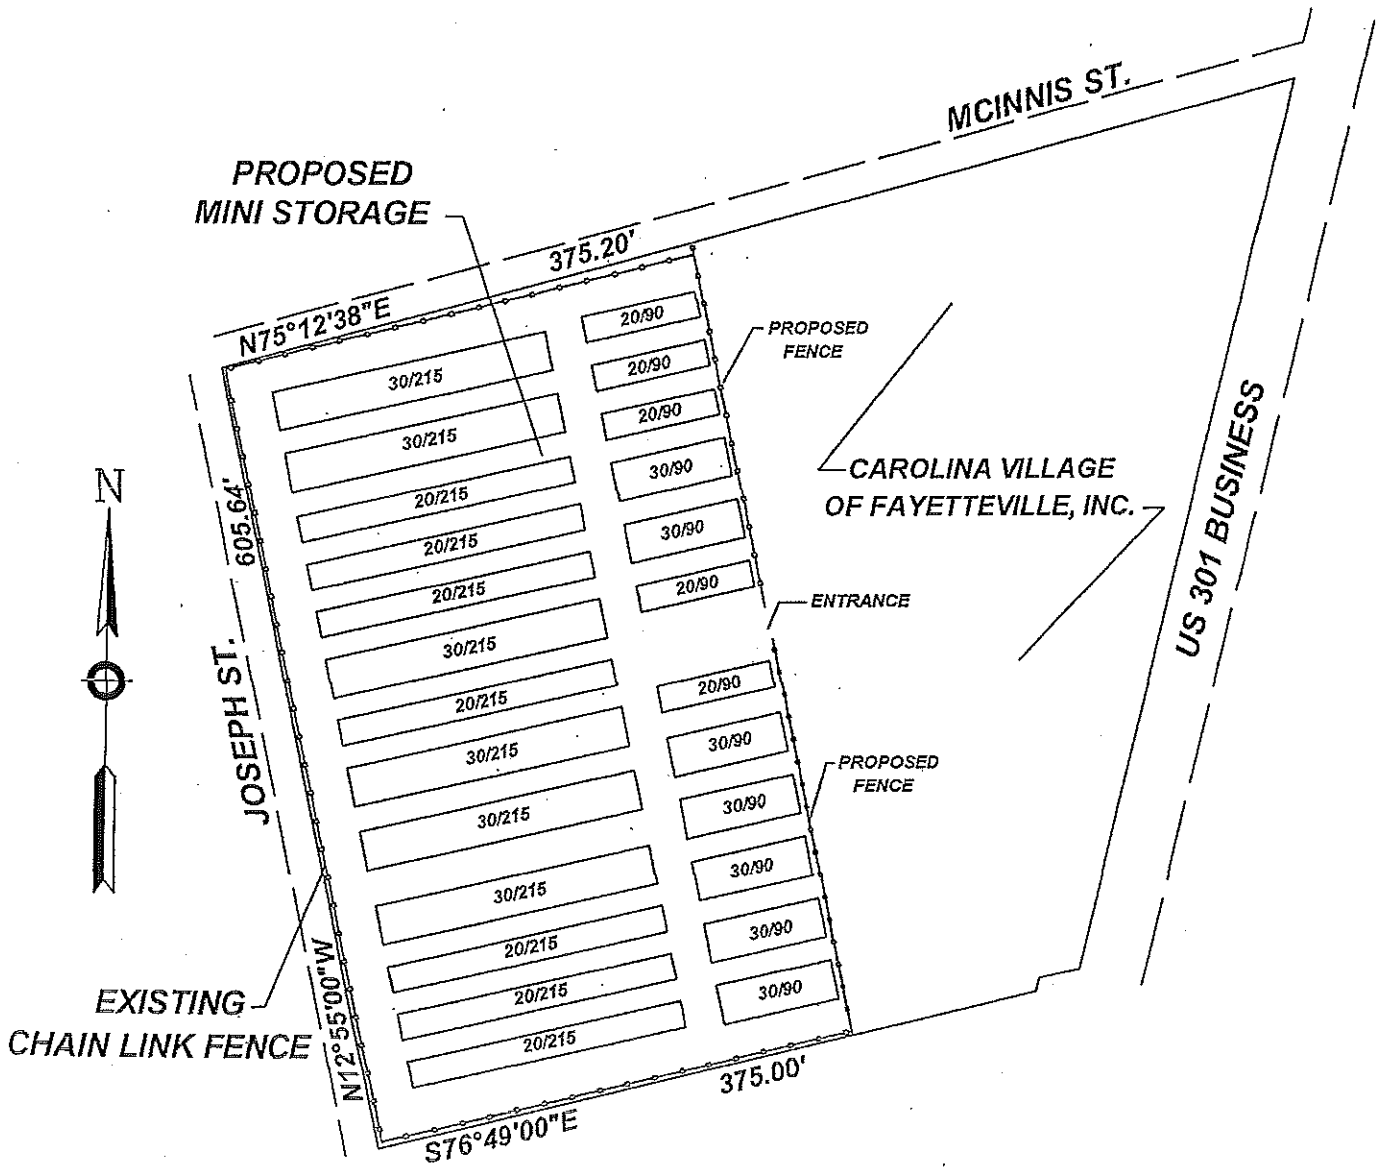 MCINNIS ST.
PROPOSED
MINI STORAGE
375.20'
N75°12'38"E
20/90
PROPOSED
FENCE
30/215
20/90
20/90
30/215
30/90
CAROLINA VILLAGE
OF FAYETTEVILLE, INC.
US 301 BUSINESS
N
605.64'
20/215
30/90
20/215
20/90
20/215
ENTRANCE
30/215
JOSEPH ST.
20/90
20/215
30/90
30/215
PROPOSED
FENCE
30/90
30/215
30/90
30/215
30/90
20/215
30/90
20/215
20/215
EXISTING
CHAIN LINK FENCE
N12°55'00"W
375.00'
S76°49'00"E